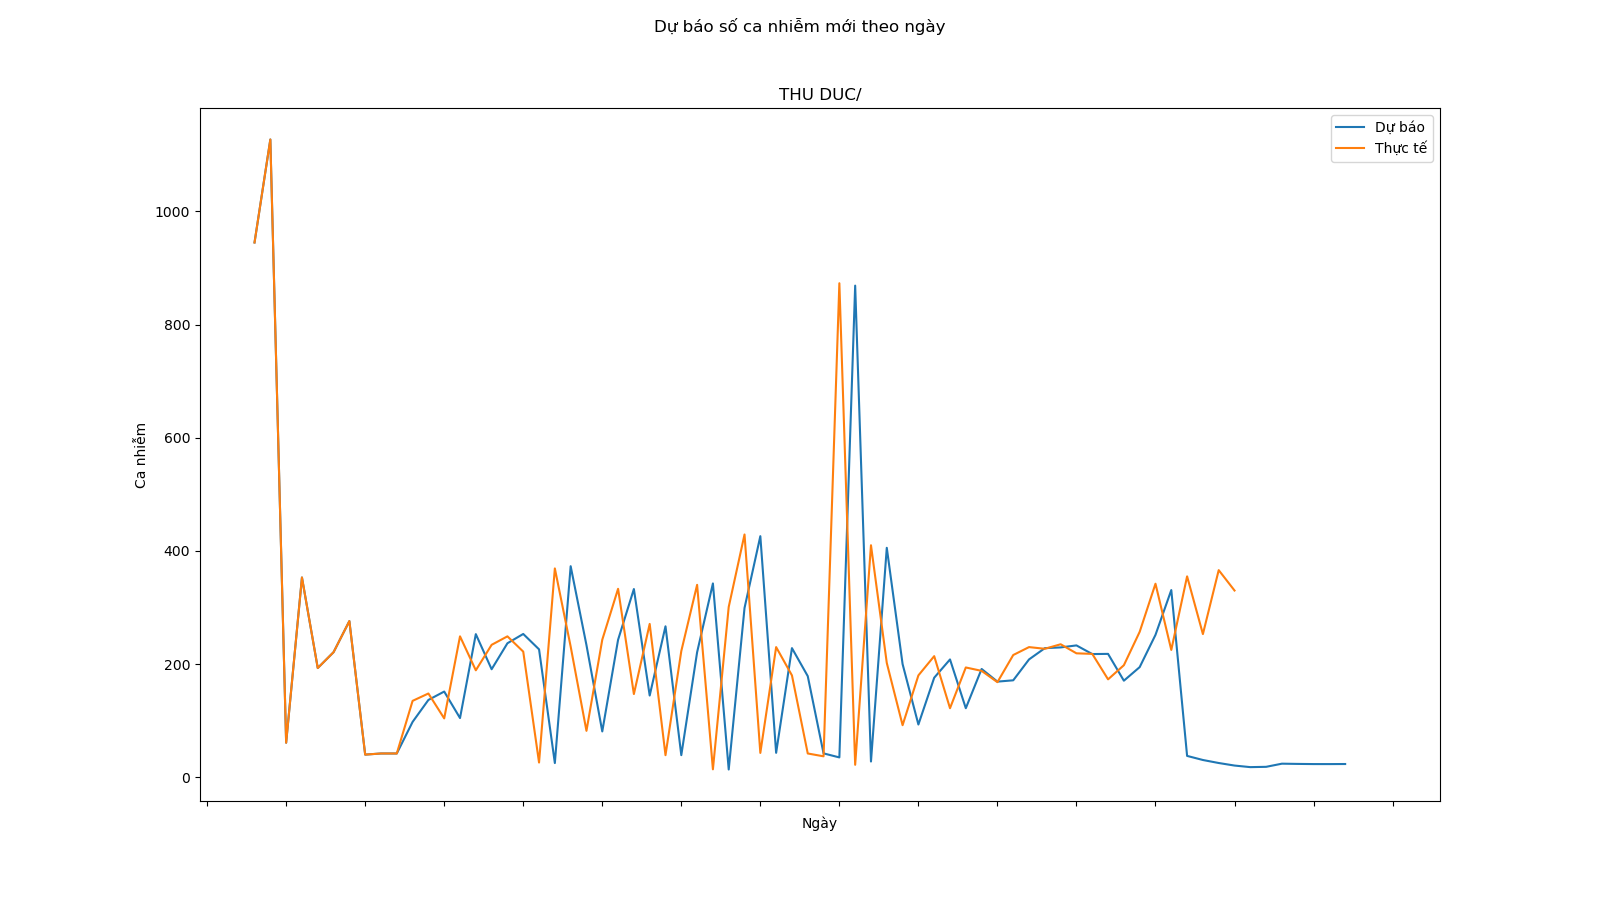 Dự báo số ca nhiễm mới theo ngày
THU DUC/
Dự báo
Thực tế
1000
800
600
400
200
0
Ca nhiễm
Ngày